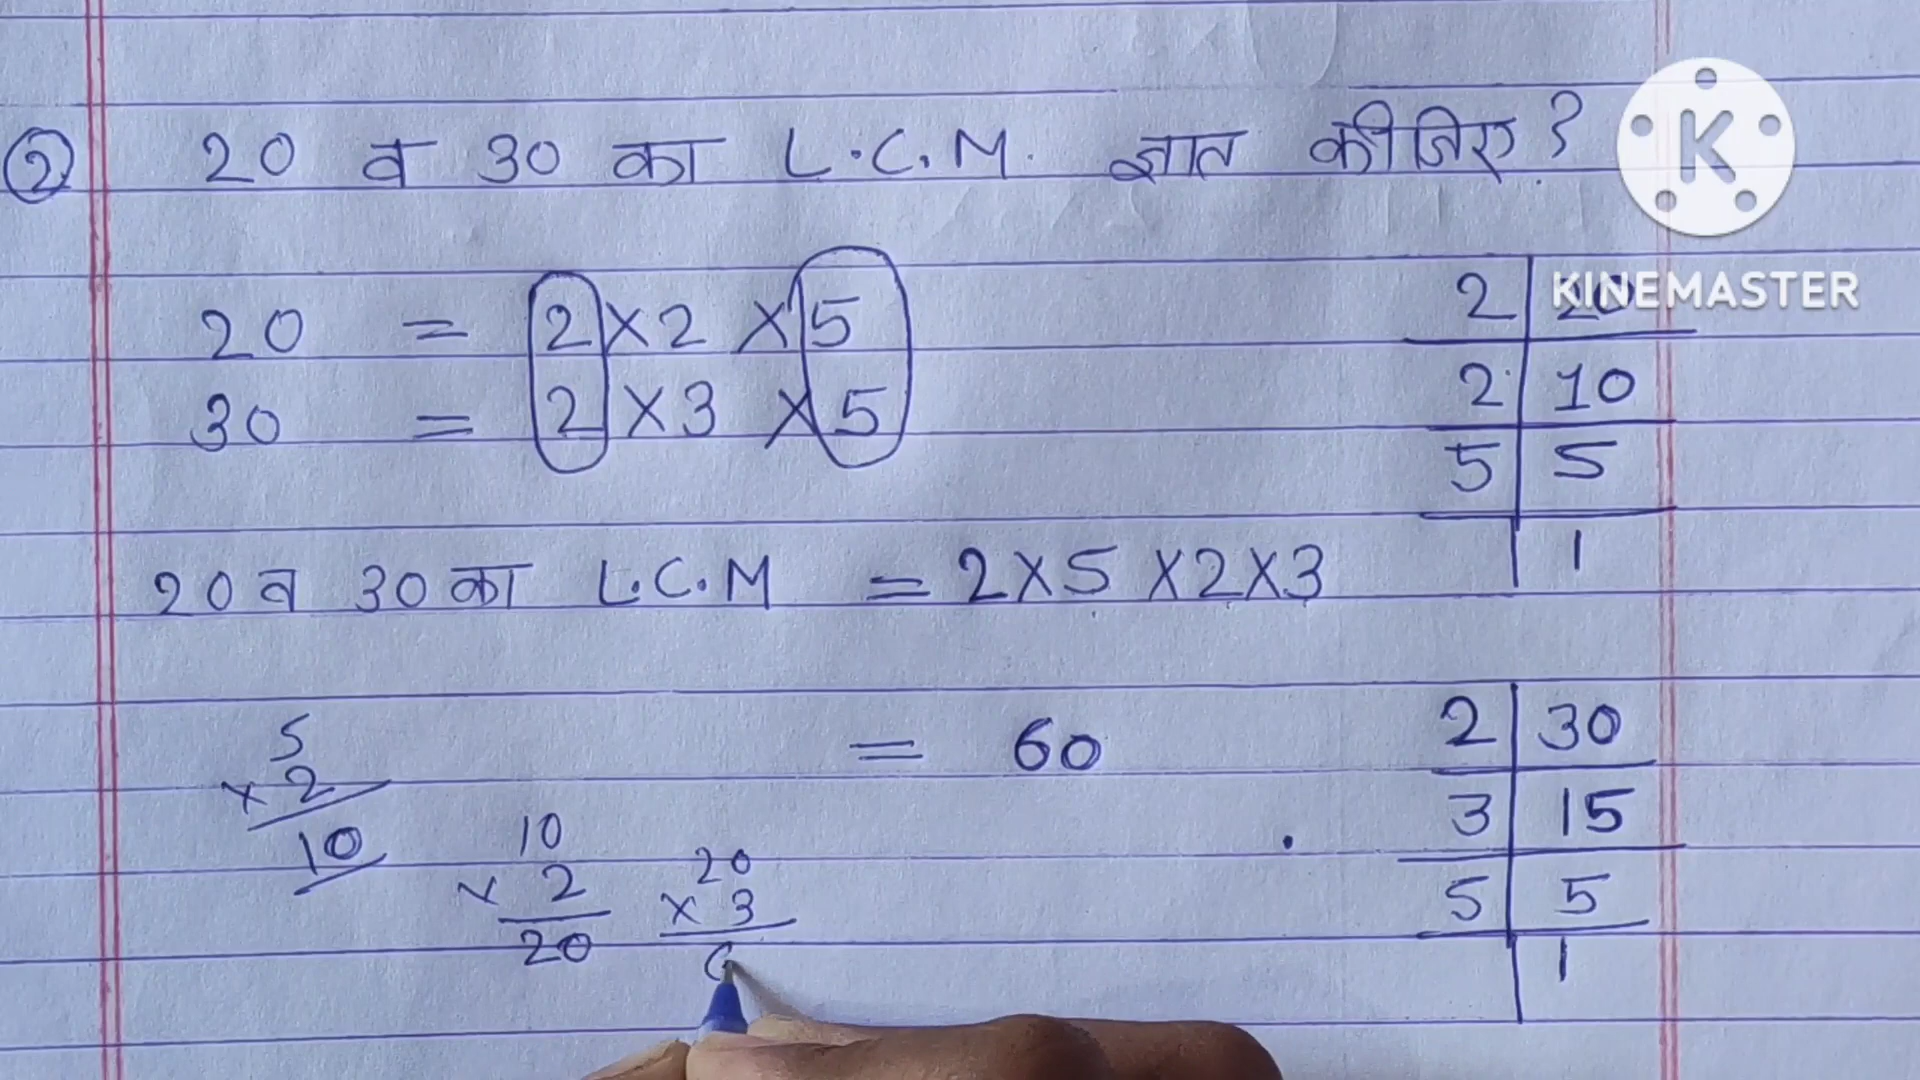 ② 20 व 30 का L.C.M. ज्ञात कीजिए?
20 = 2 × 2 × 5
30 = 2 × 3 × 5
20 व 30 का L.C.M = 2×5×2×3
= 60
5
× 2
10
10
× 2
20
20
× 3
2 20
2 10
5 5
1
2 30
3 15
5 5
1
K
KINEMASTER